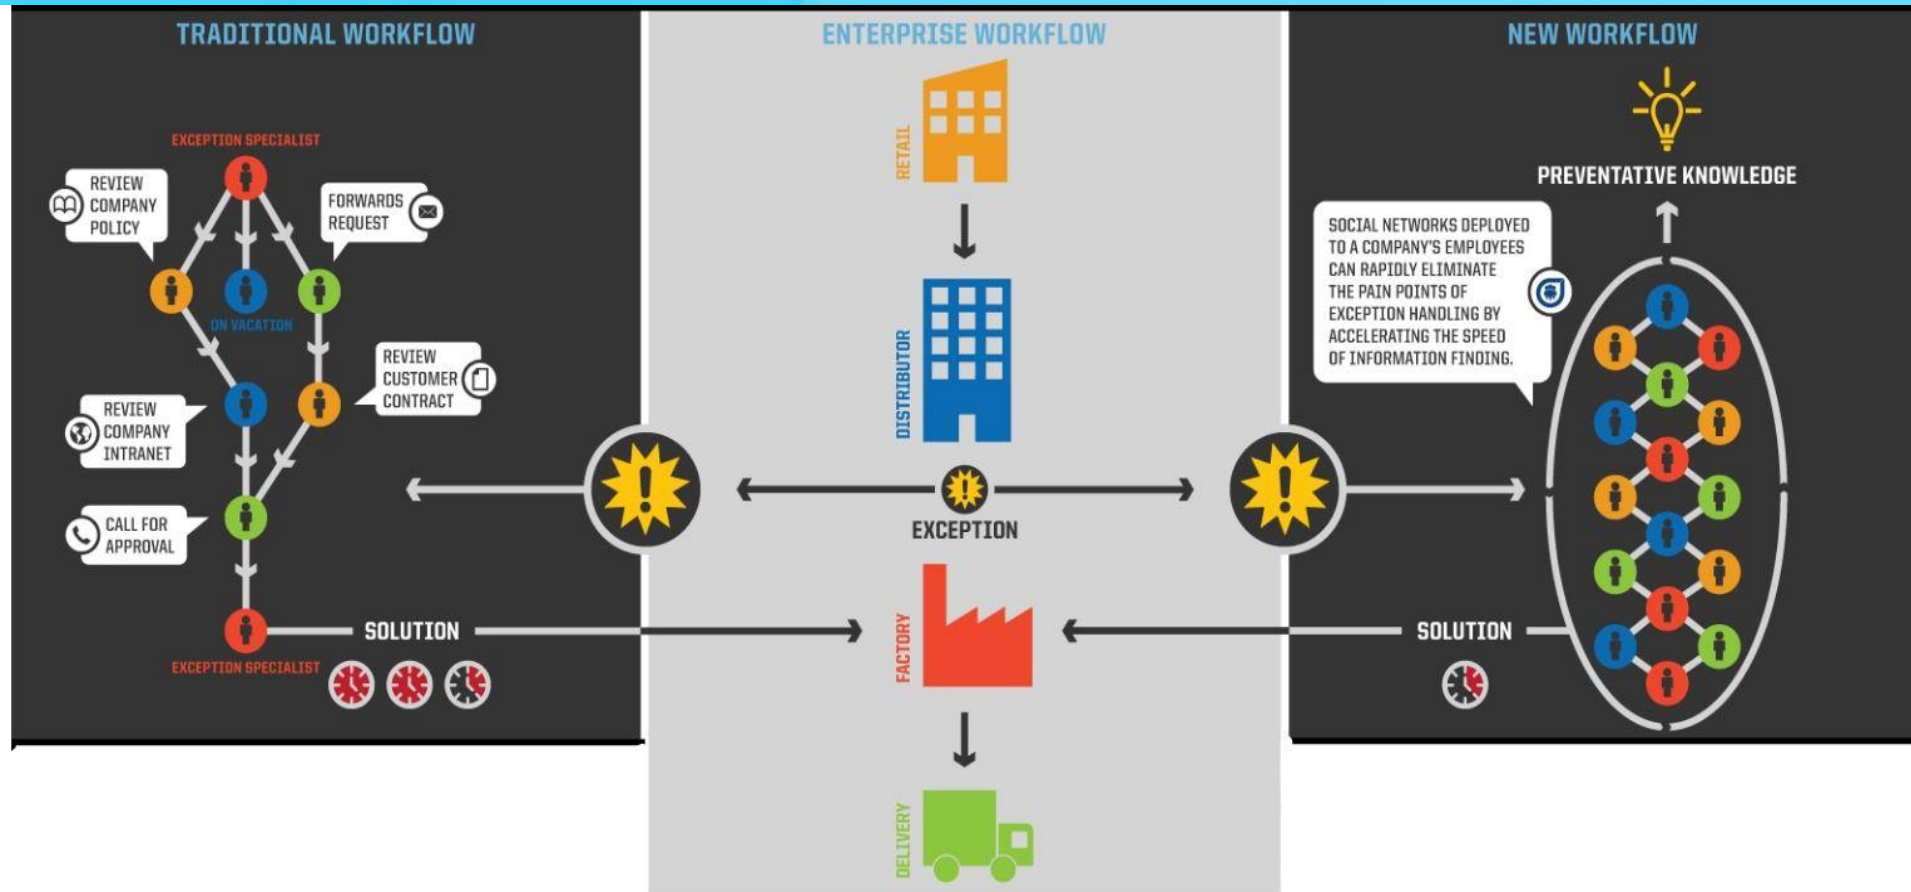 TRADITIONAL WORKFLOW
EXCEPTION SPECIALIST
REVIEW
COMPANY
POLICY
FORWARDS
REQUEST
ON VACATION
REVIEW
CUSTOMER
CONTRACT
REVIEW
COMPANY
INTRANET
CALL FOR
APPROVAL
SOLUTION
EXCEPTION SPECIALIST
ENTERPRISE WORKFLOW
RETAIL
DISTRIBUTOR
EXCEPTION
FACTORY
DELIVERY
NEW WORKFLOW
PREVENTATIVE KNOWLEDGE
SOCIAL NETWORKS DEPLOYED
TO A COMPANY'S EMPLOYEES
CAN RAPIDLY ELIMINATE
THE PAIN POINTS OF
EXCEPTION HANDLING BY
ACCELERATING THE SPEED
OF INFORMATION FINDING.
SOLUTION